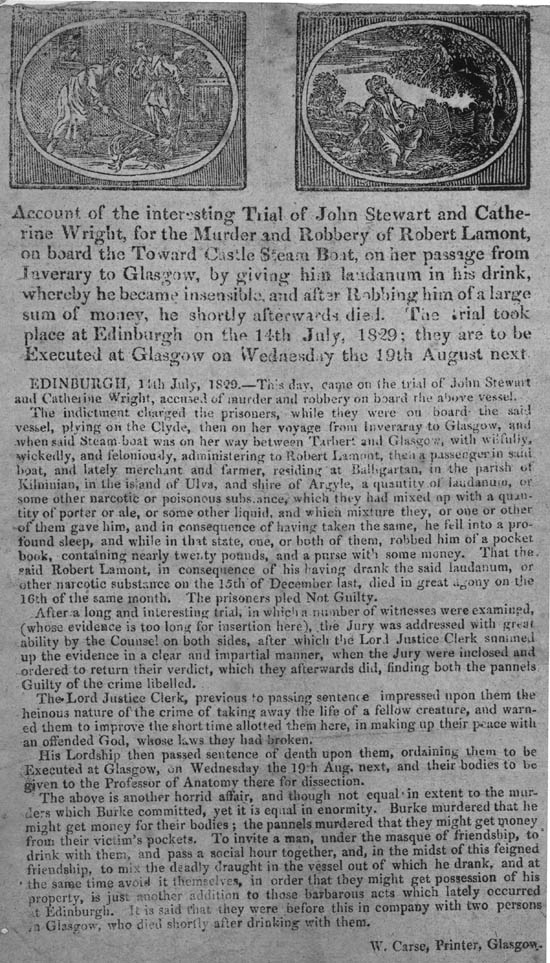 Account of the interesting Trial of John Stewart and Cathe-
rine Wright, for the Murder and Robbery of Robert Lamont,
on board the Toward Castle Steam Boat, on her passage from
Inverary to Glasgow, by giving him laudanum in his drink,
whereby he became insensible, and after Robbing him of a large
sum of money, he shortly afterwards died. The trial took
place at Edinburgh on the 14th July, 1829; they are to be
Executed at Glasgow on Wednesday the 19th August next
EDINBURGH, 14th July, 1829.—This day, came on the trial of John Stewart
and Catherine Wright, accused of murder and robbery on board the above vessel.
The indictment charged the prisoners, while they were on board the said
vessel, plying on the Clyde, then on her voyage from Inveraray to Glasgow, and
when said Steam-boat was on her way between Tarbert and Glasgow, with wilfully,
wickedly, and feloniously, administering to Robert Lamont, then a passenger in said
boat, and lately merchant and farmer, residing at Balligartan, in the parish of
Kilninian, in the island of Ulva, and shire of Argyle, a quantity of laudanum, or
some other narcotic or poisonous substance, which they had mixed up with a quan-
tity of porter or ale, or some other liquid, and which mixture they, or one or other
of them gave him, and in consequence of having taken the same, he fell into a pro-
found sleep, and while in that state, one, or both of them, robbed him of a pocket
book, containing nearly twenty pounds, and a purse with some money. That the
said Robert Lamont, in consequence of his having drank the said laudanum, or
other narcotic substance on the 15th of December last, died in great agony on the
16th of the same month. The prisoners pled Not Guilty.
After a long and interesting trial, in which a number of witnesses were examined,
(whose evidence is too long for insertion here), the Jury was addressed with great
ability by the Counsel on both sides, after which the Lord Justice Clerk summed
up the evidence in a clear and impartial manner, when the Jury were inclosed and
ordered to return their verdict, which they afterwards did, finding both the pannels
Guilty of the crime libelled.
The Lord Justice Clerk, previous to passing sentence impressed upon them the
heinous nature of the crime of taking away the life of a fellow creature, and warn-
ed them to improve the short time allotted them here, in making up their peace with
an offended God, whose laws they had broken.
His Lordship then passed sentence of death upon them, ordaining them to be
Executed at Glasgow, on Wednesday the 19th Aug. next, and their bodies to be
given to the Professor of Anatomy there for dissection.
The above is another horrid affair, and though not equal in extent to the mur-
ders which Burke committed, yet it is equal in enormity. Burke murdered that he
might get money for their bodies; the pannels murdered that they might get money
from their victim's pockets. To invite a man, under the masque of friendship, to
drink with them, and pass a social hour together, and, in the midst of this feigned
friendship, to mix the deadly draught in the vessel out of which he drank, and at
the same time avoid it themselves, in order that they might get possession of his
property, is just another addition to those barbarous acts which lately occurred
at Edinburgh. It is said that they were before this in company with two persons
in Glasgow, who died shortly after drinking with them.
W. Carse, Printer, Glasgow.